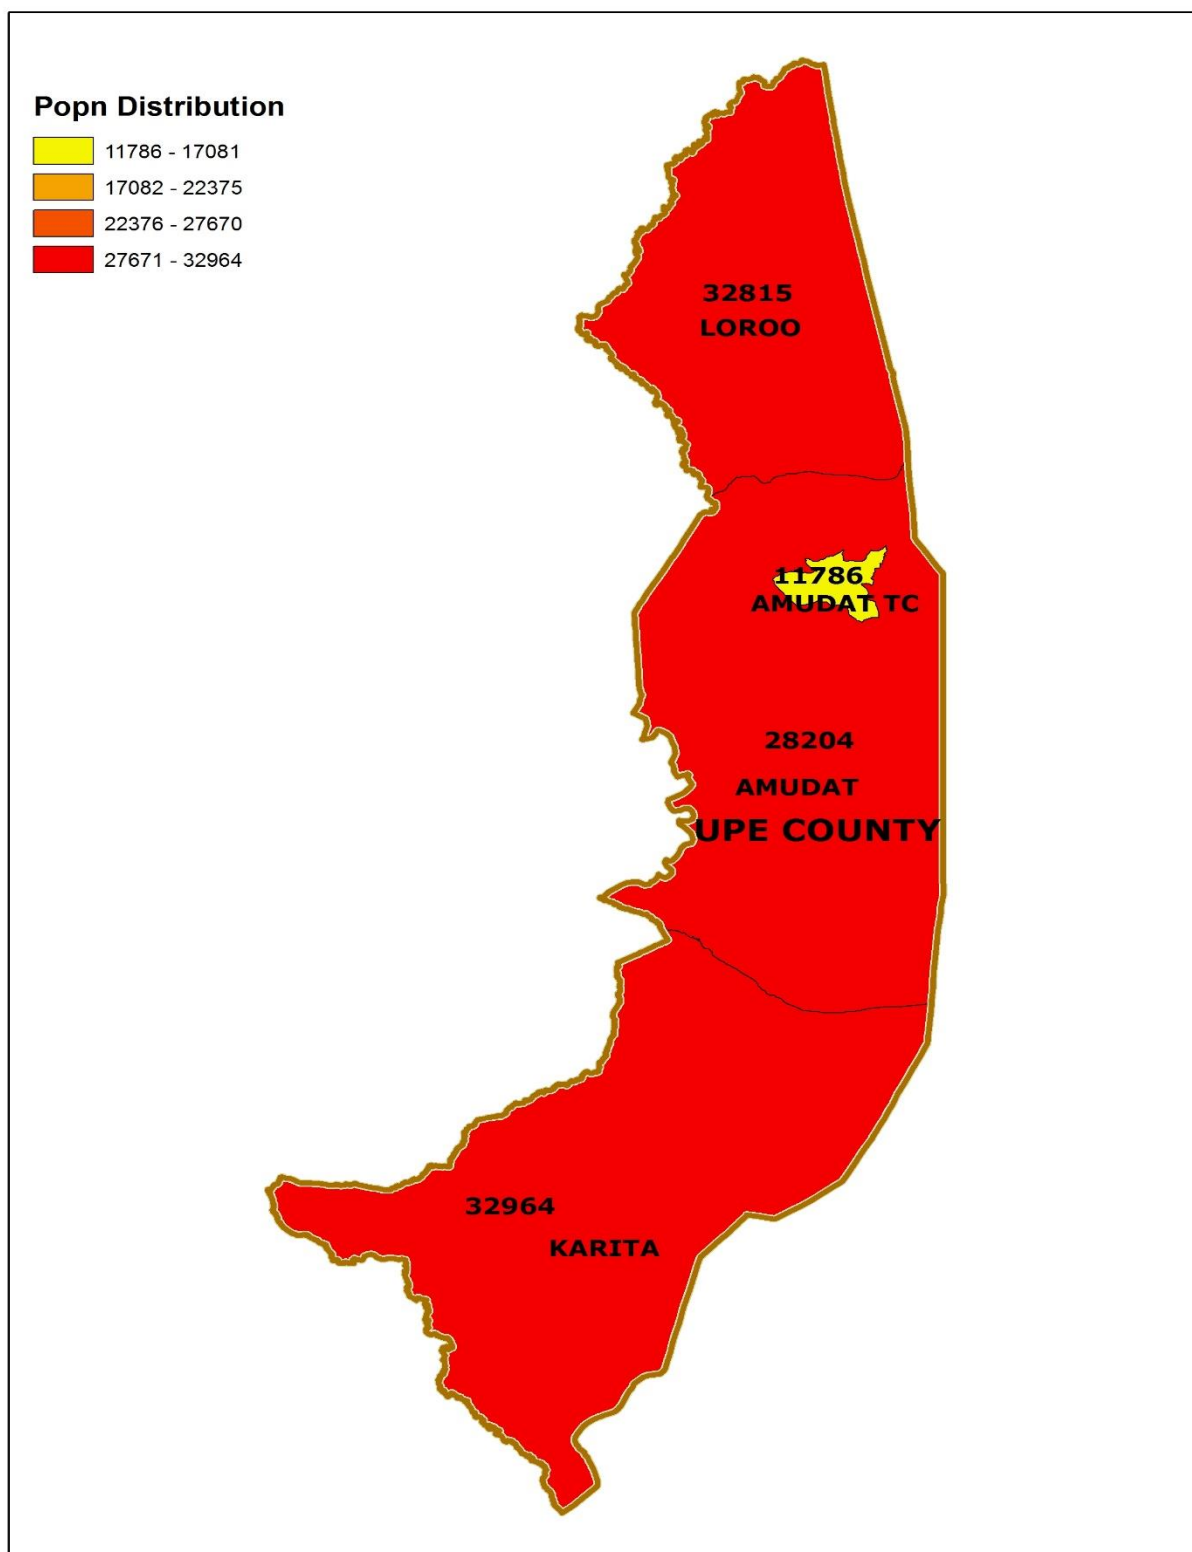 Popn Distribution
11786 - 17081
17082 - 22375
22376 - 27670
27671 - 32964
32815
LOROO
11786
AMUDAT TC
28204
AMUDAT
UPE COUNTY
32964
KARITA